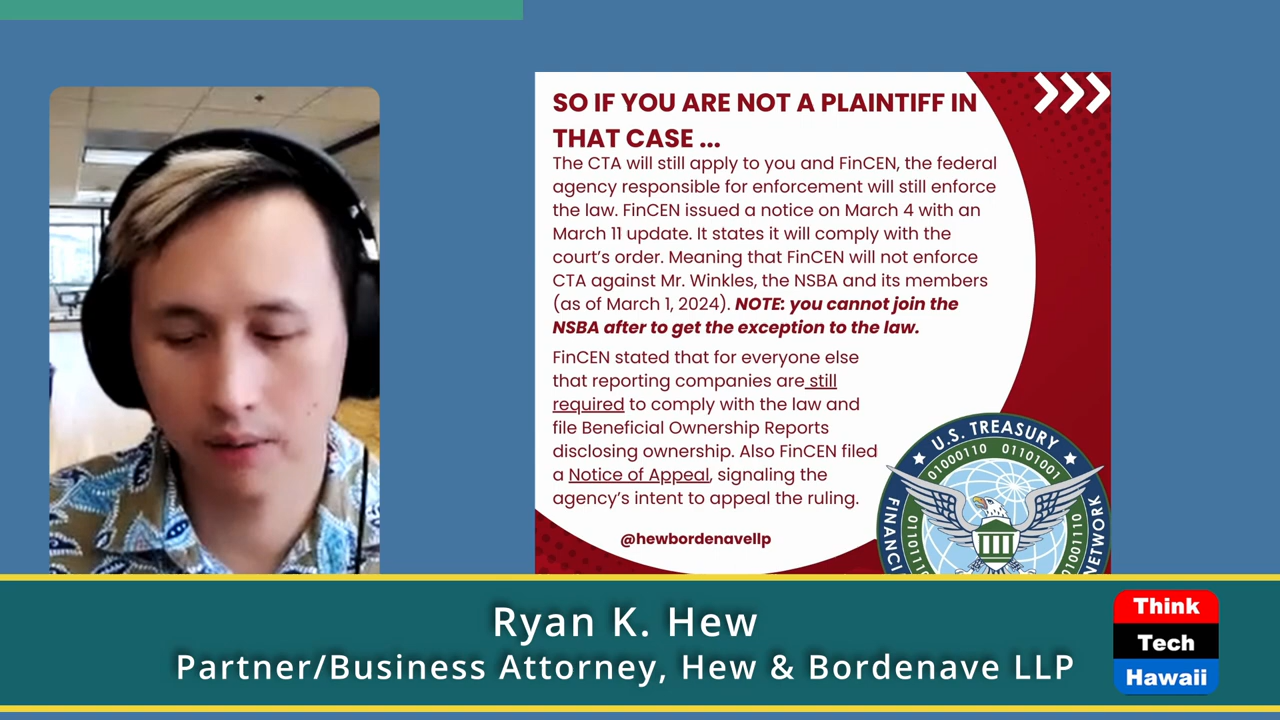 SO IF YOU ARE NOT A PLAINTIFF IN
THAT CASE ...
The CTA will still apply to you and FinCEN, the federal
agency responsible for enforcement will still enforce
the law. FinCEN issued a notice on March 4 with an
March 11 update. It states it will comply with the
court's order. Meaning that FinCEN will not enforce
CTA against Mr. Winkles, the NSBA and its members
(as of March 1, 2024). NOTE: you cannot join the
NSBA after to get the exception to the law.
FinCEN stated that for everyone else
that reporting companies are still
required to comply with the law and
file Beneficial Ownership Reports
disclosing ownership. Also FinCEN filed
a Notice of Appeal, signaling the
agency's intent to appeal the ruling.
@hewbordenavellp
U.S. TREASURY
01000110 01101001
FINANCI
NETWORK
Ryan K. Hew
Partner/Business Attorney, Hew & Bordenave LLP
Think
Tech
Hawaii